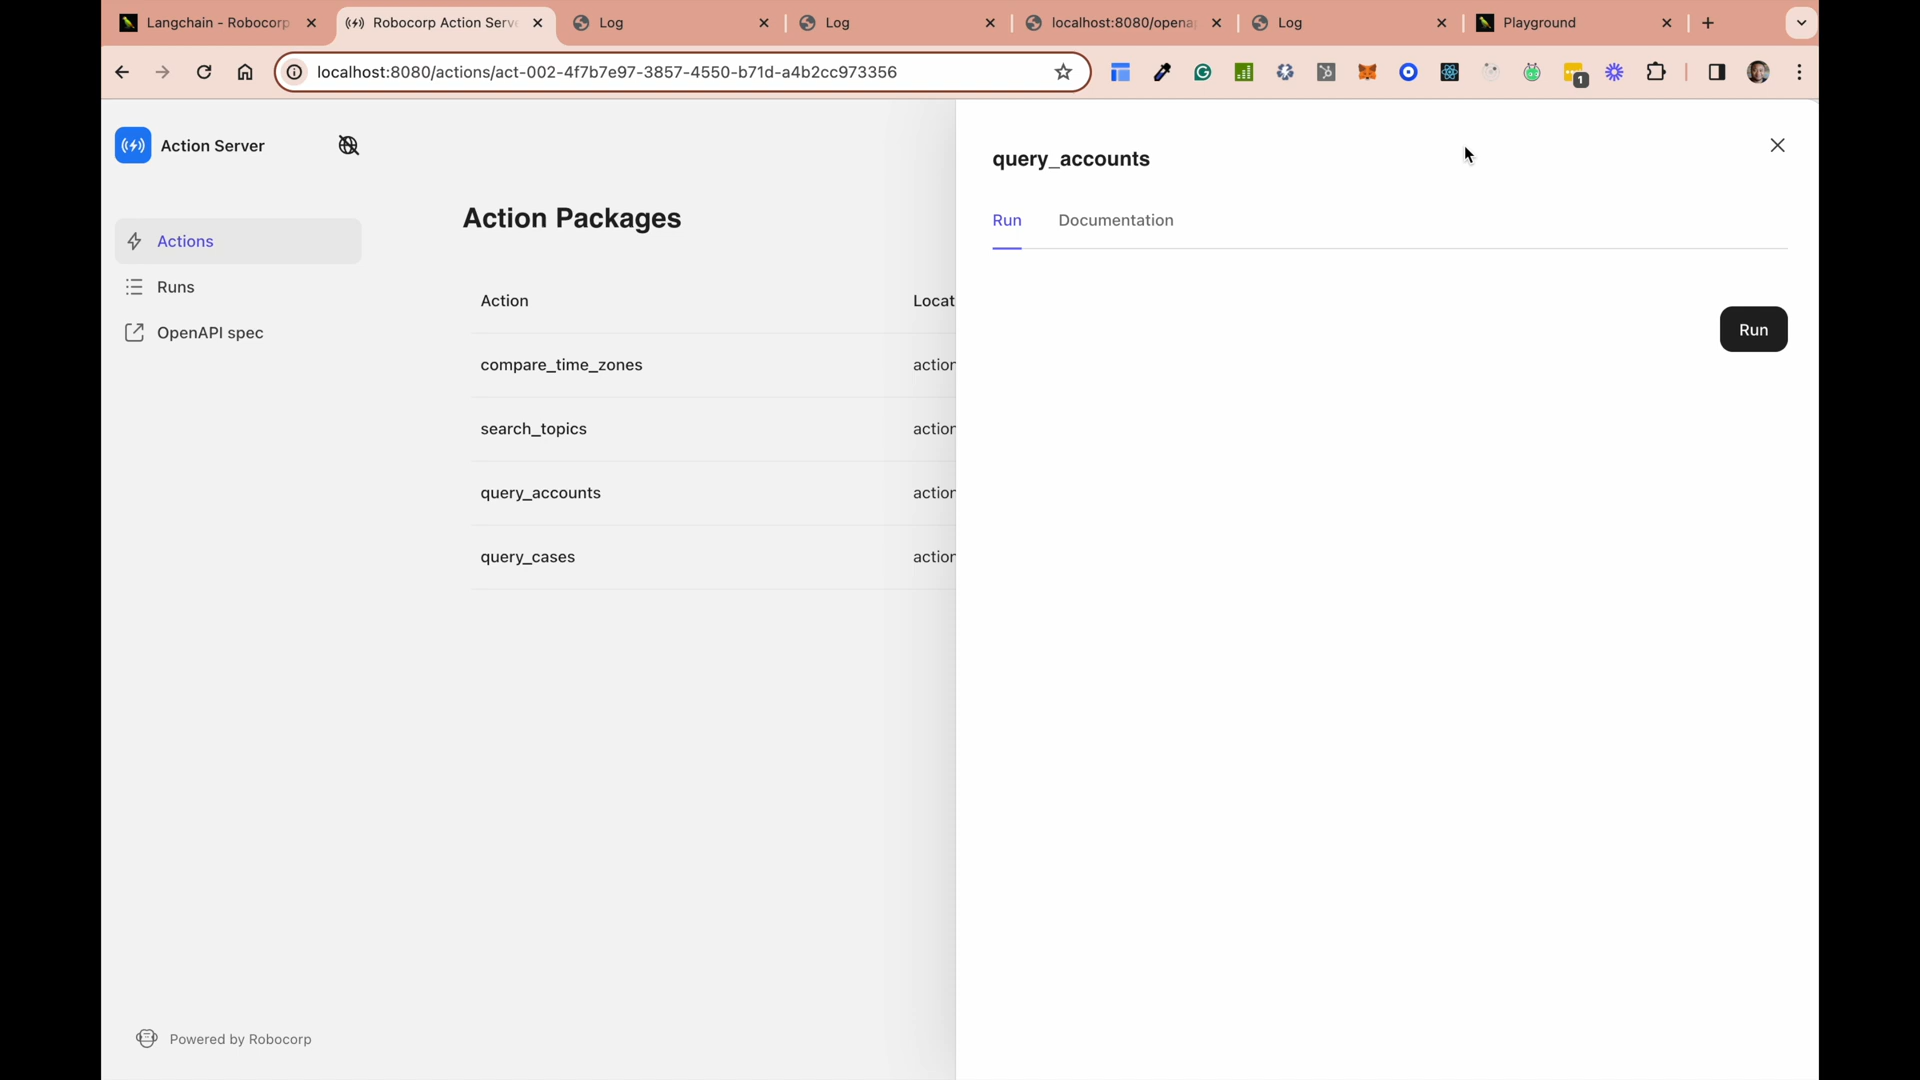 Langchain - Robocorp
Robocorp Action Serv
Log
Log
localhost:8080/opena
Log
Playground
localhost:8080/actions/act-002-4f7b7e97-3857-4550-b71d-a4b2cc973356
1
Action Server
Actions
Runs
OpenAPI spec
Powered by Robocorp
Action Packages
Action Locat
compare_time_zones action
search_topics action
query_accounts action
query_cases action
query_accounts
Run Documentation
Run